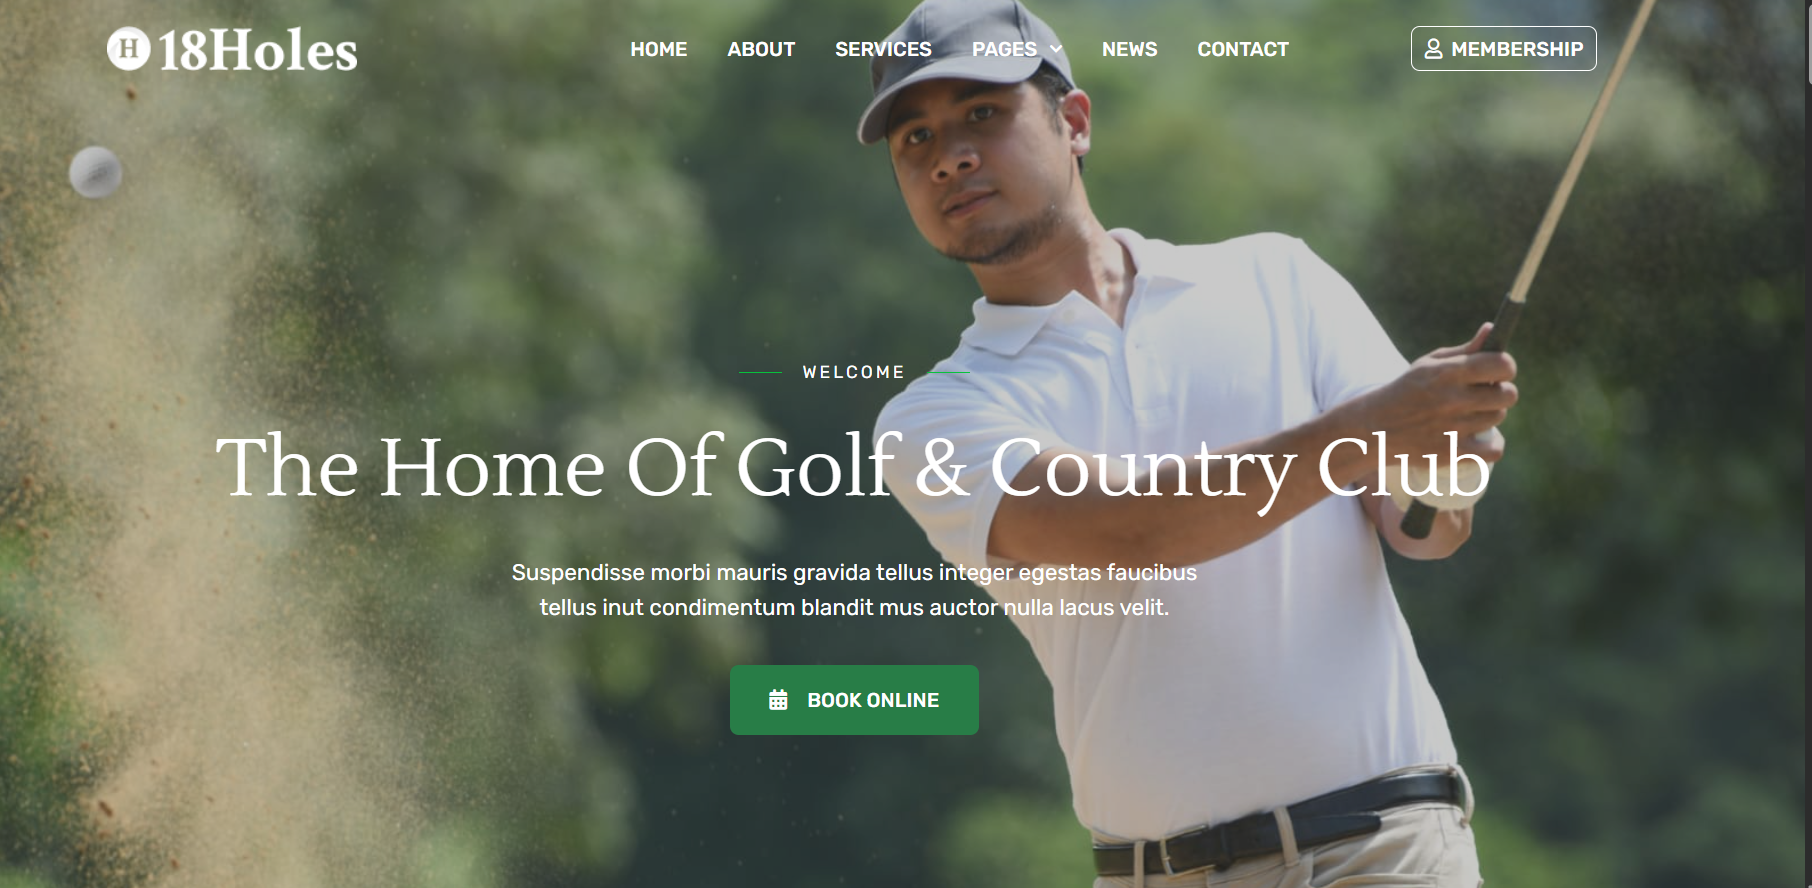 H 18Holes
HOME ABOUT SERVICES PAGES NEWS CONTACT
MEMBERSHIP
WELCOME
The Home Of Golf & Country Club
Suspendisse morbi mauris gravida tellus integer egestas faucibus
tellus inut condimentum blandit mus auctor nulla lacus velit.
BOOK ONLINE